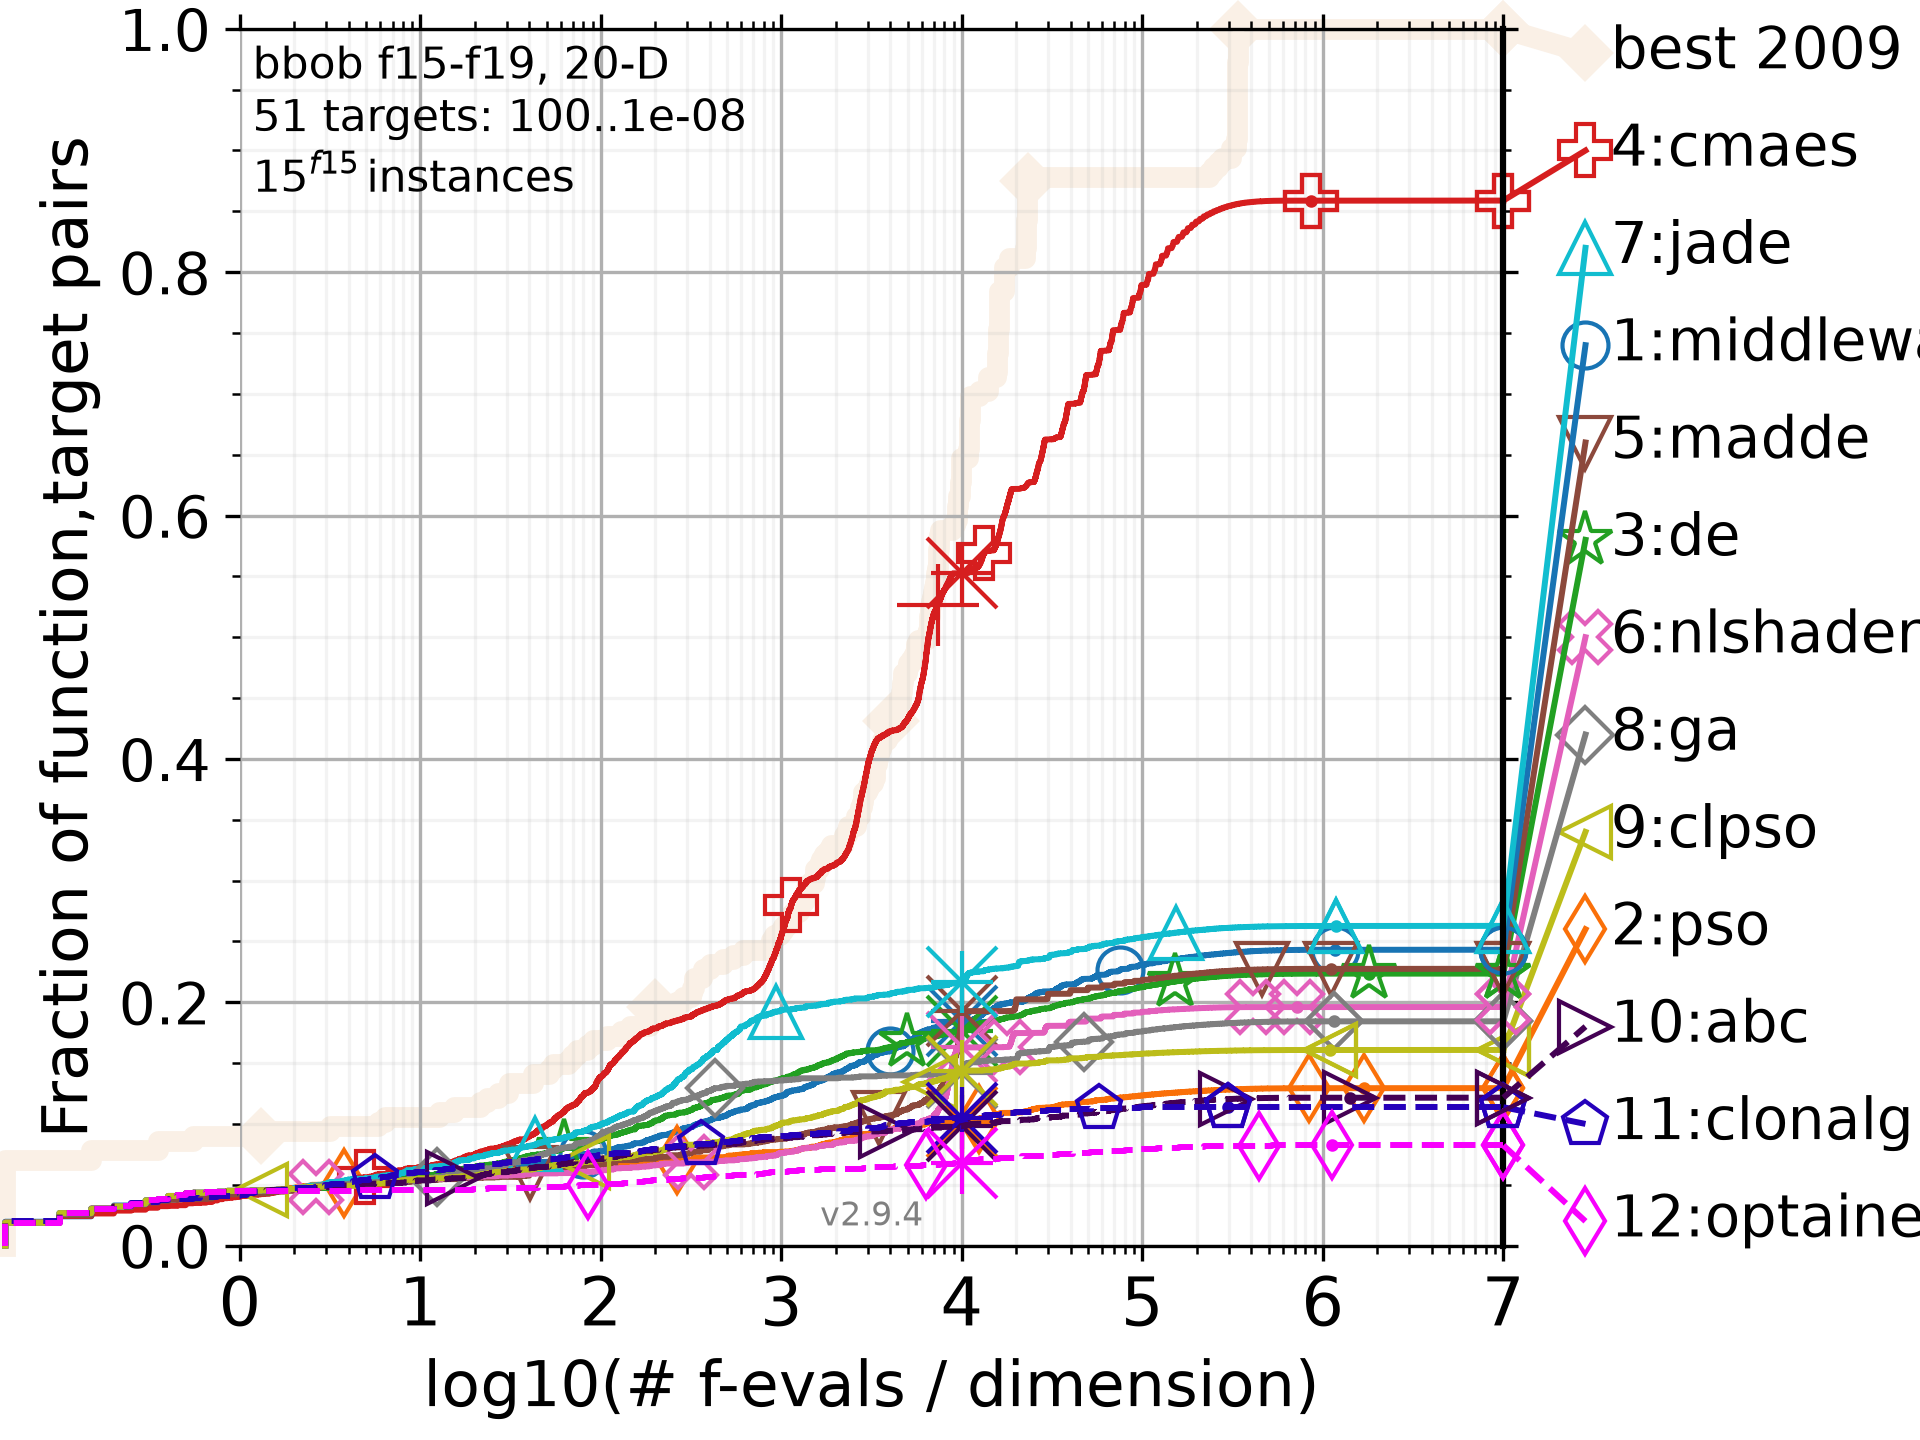 1.0
0.8
0.6
0.4
0.2
0.0
Fraction of function,target pairs
bbob f15-f19, 20-D
51 targets: 100..1e-08
15f15 instances
v2.9.4
0 1 2 3 4 5 6 7
log10(# f-evals / dimension)
best 2009
4:cmaes
7:jade
1:middlewa
5:madde
3:de
6:nlshader
8:ga
9:clpso
2:pso
10:abc
11:clonalg
12:optaine